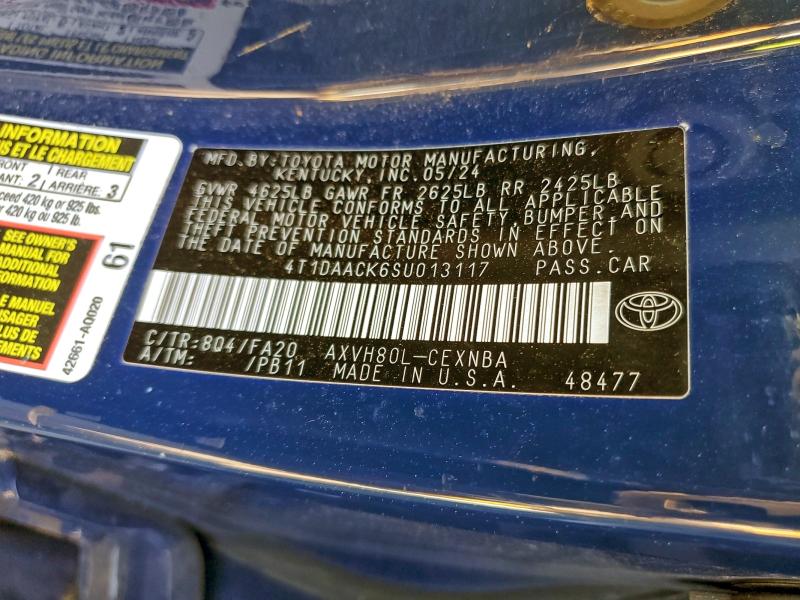 INFORMATION
US ET LE CHARGEMENT
RONT REAR
ANT: 2 ARRIÈRE: 3
ceed 420 kg or 925 lbs.
420 kg ou 925 lb.
SEE OWNER'S
MANUAL FOR
ADDITIONAL
INFORMATION
LE MANUEL
USAGER
PLUS DE
61
42661-A0020
MFD. BY: TOYOTA MOTOR MANUFACTURING,
KENTUCKY, INC. 05/24
GVWR 4625LB GAWR FR 2625LB RR 2425LB
THIS VEHICLE CONFORMS TO ALL APPLICABLE
FEDERAL MOTOR VEHICLE SAFETY, BUMPER, AND
THEFT PREVENTION STANDARDS IN EFFECT ON
THE DATE OF MANUFACTURE SHOWN ABOVE.
4T1DAACK6SU013117 PASS.CAR
C/TR:8Q4/FA20 AXVH80L-CEXNBA
A/TM: /PB11 MADE IN U.S.A. 48477